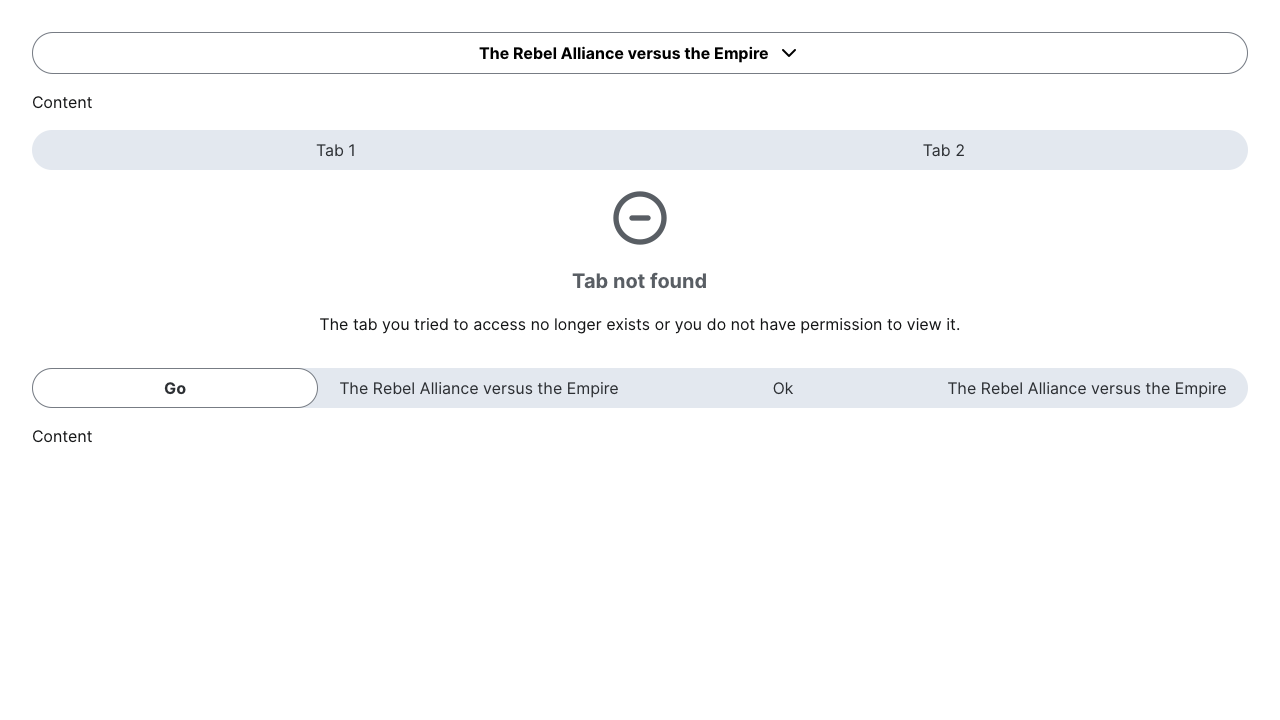 The Rebel Alliance versus the Empire
Content
Tab 1 Tab 2
Tab not found
The tab you tried to access no longer exists or you do not have permission to view it.
Go The Rebel Alliance versus the Empire Ok The Rebel Alliance versus the Empire
Content